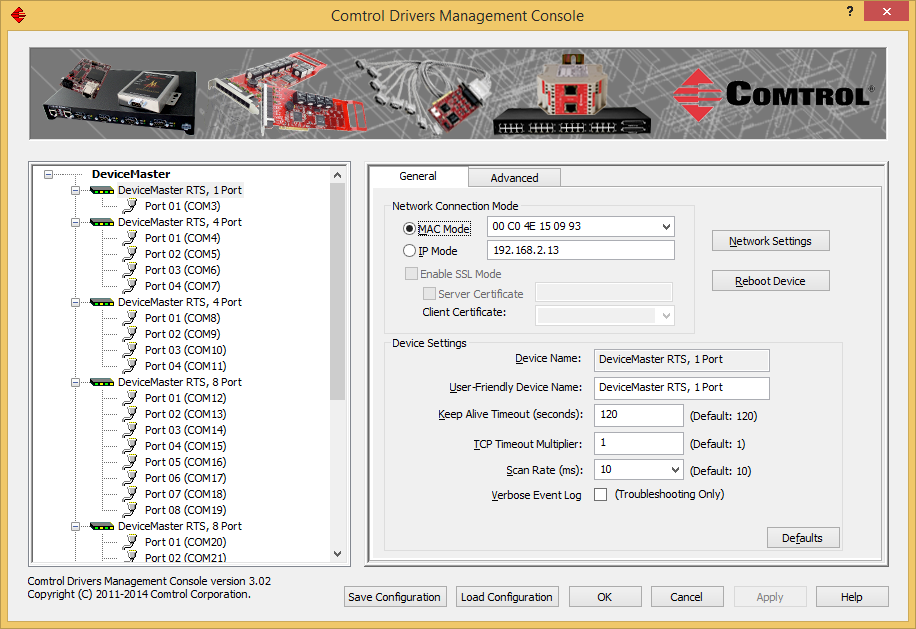 Comtrol Drivers Management Console
? ×
COMTROL®
DeviceMaster
DeviceMaster RTS, 1 Port
Port 01 (COM3)
DeviceMaster RTS, 4 Port
Port 01 (COM4)
Port 02 (COM5)
Port 03 (COM6)
Port 04 (COM7)
DeviceMaster RTS, 4 Port
Port 01 (COM8)
Port 02 (COM9)
Port 03 (COM10)
Port 04 (COM11)
DeviceMaster RTS, 8 Port
Port 01 (COM12)
Port 02 (COM13)
Port 03 (COM14)
Port 04 (COM15)
Port 05 (COM16)
Port 06 (COM17)
Port 07 (COM18)
Port 08 (COM19)
DeviceMaster RTS, 8 Port
Port 01 (COM20)
Port 02 (COM21)
General Advanced
Network Connection Mode
MAC Mode 00 C0 4E 15 09 93
IP Mode 192.168.2.13
Enable SSL Mode
Server Certificate
Client Certificate:
Network Settings
Reboot Device
Device Settings
Device Name: DeviceMaster RTS, 1 Port
User-Friendly Device Name: DeviceMaster RTS, 1 Port
Keep Alive Timeout (seconds): 120 (Default: 120)
TCP Timeout Multiplier: 1 (Default: 1)
Scan Rate (ms): 10 (Default: 10)
Verbose Event Log (Troubleshooting Only)
Defaults
Comtrol Drivers Management Console version 3.02
Copyright (C) 2011-2014 Comtrol Corporation.
Save Configuration Load Configuration OK Cancel Apply Help